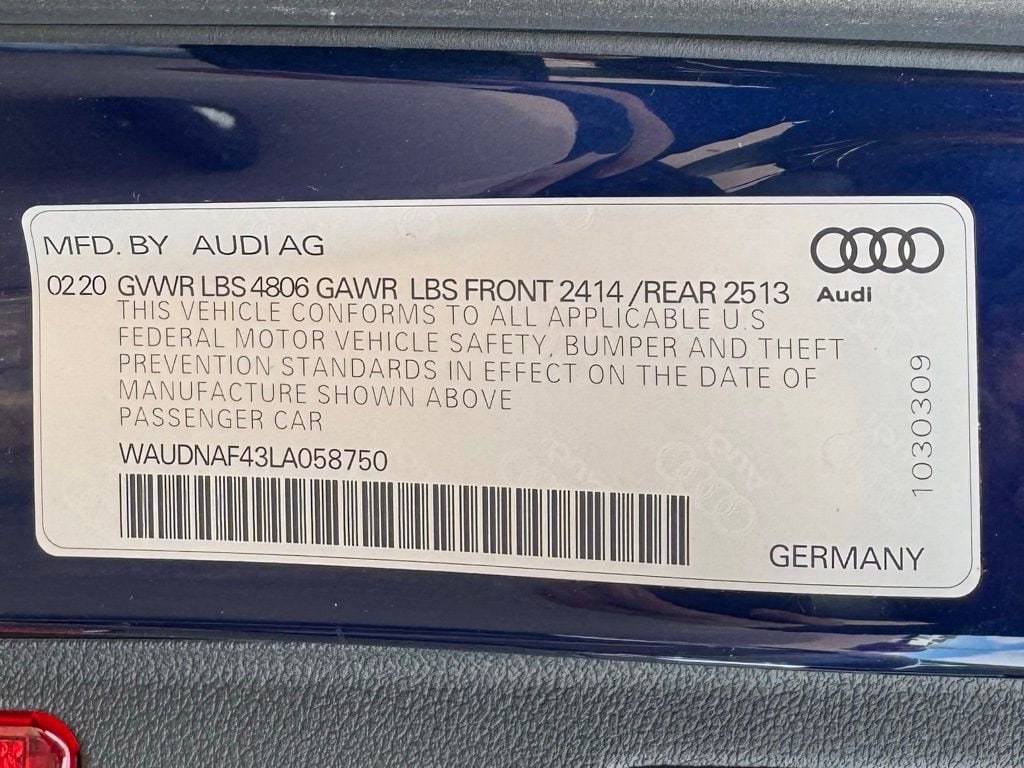 MFD. BY AUDI AG
0220 GVWR LBS 4806 GAWR LBS FRONT 2414 /REAR 2513
Audi
THIS VEHICLE CONFORMS TO ALL APPLICABLE U.S
FEDERAL MOTOR VEHICLE SAFETY, BUMPER AND THEFT
PREVENTION STANDARDS IN EFFECT ON THE DATE OF
MANUFACTURE SHOWN ABOVE
PASSENGER CAR
WAUDNAF43LA058750
1030309
GERMANY